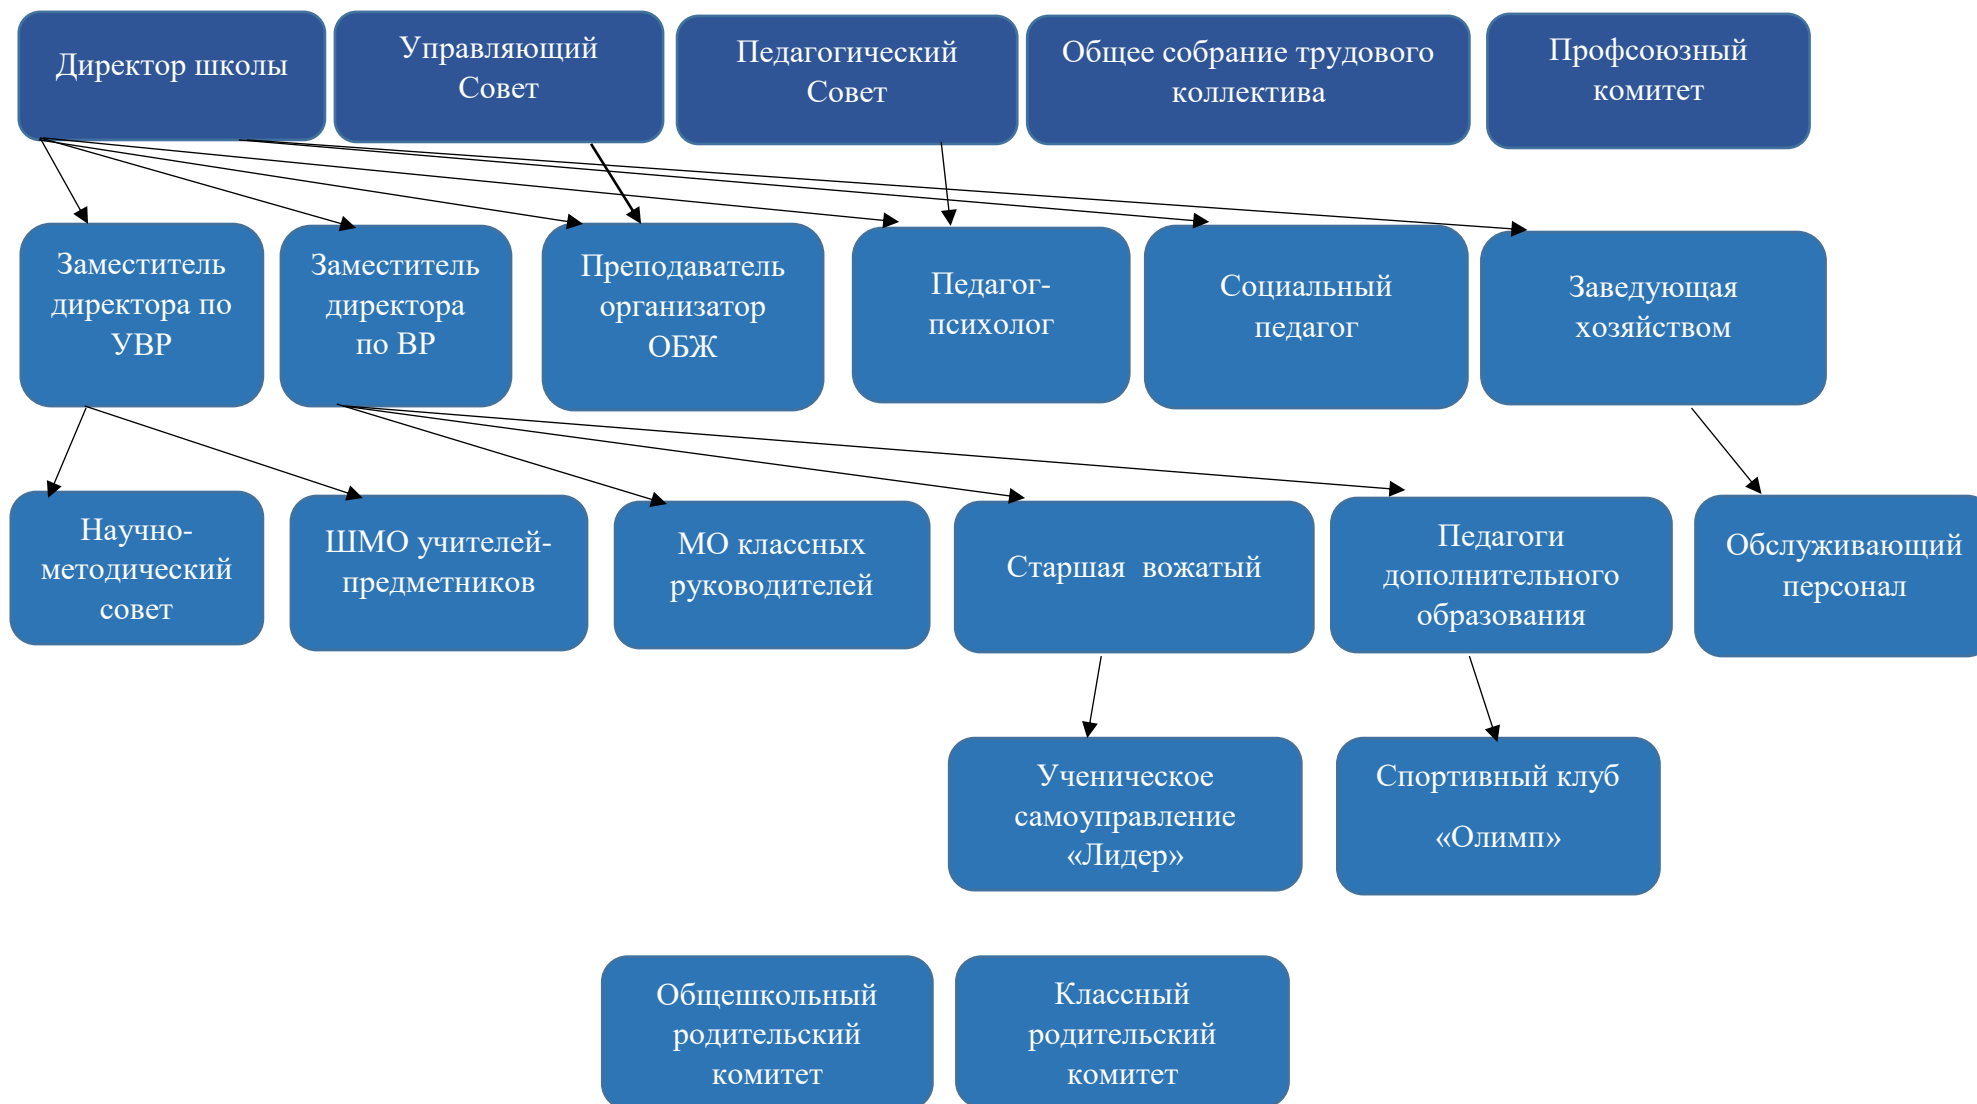 Директор школы
Управляющий
Совет
Педагогический
Совет
Общее собрание трудового
коллектива
Профсоюзный
комитет
Заместитель
директора по
УВР
Заместитель
директора
по ВР
Преподаватель
организатор
ОБЖ
Педагог-
психолог
Социальный
педагог
Заведующая
хозяйством
Научно-
методический
совет
ШМО учителей-
предметников
МО классных
руководителей
Старшая  вожатый
Педагоги
дополнительного
образования
Обслуживающий
персонал
Ученическое
самоуправление
«Лидер»
Спортивный клуб
«Олимп»
Общешкольный
родительский
комитет
Классный
родительский
комитет